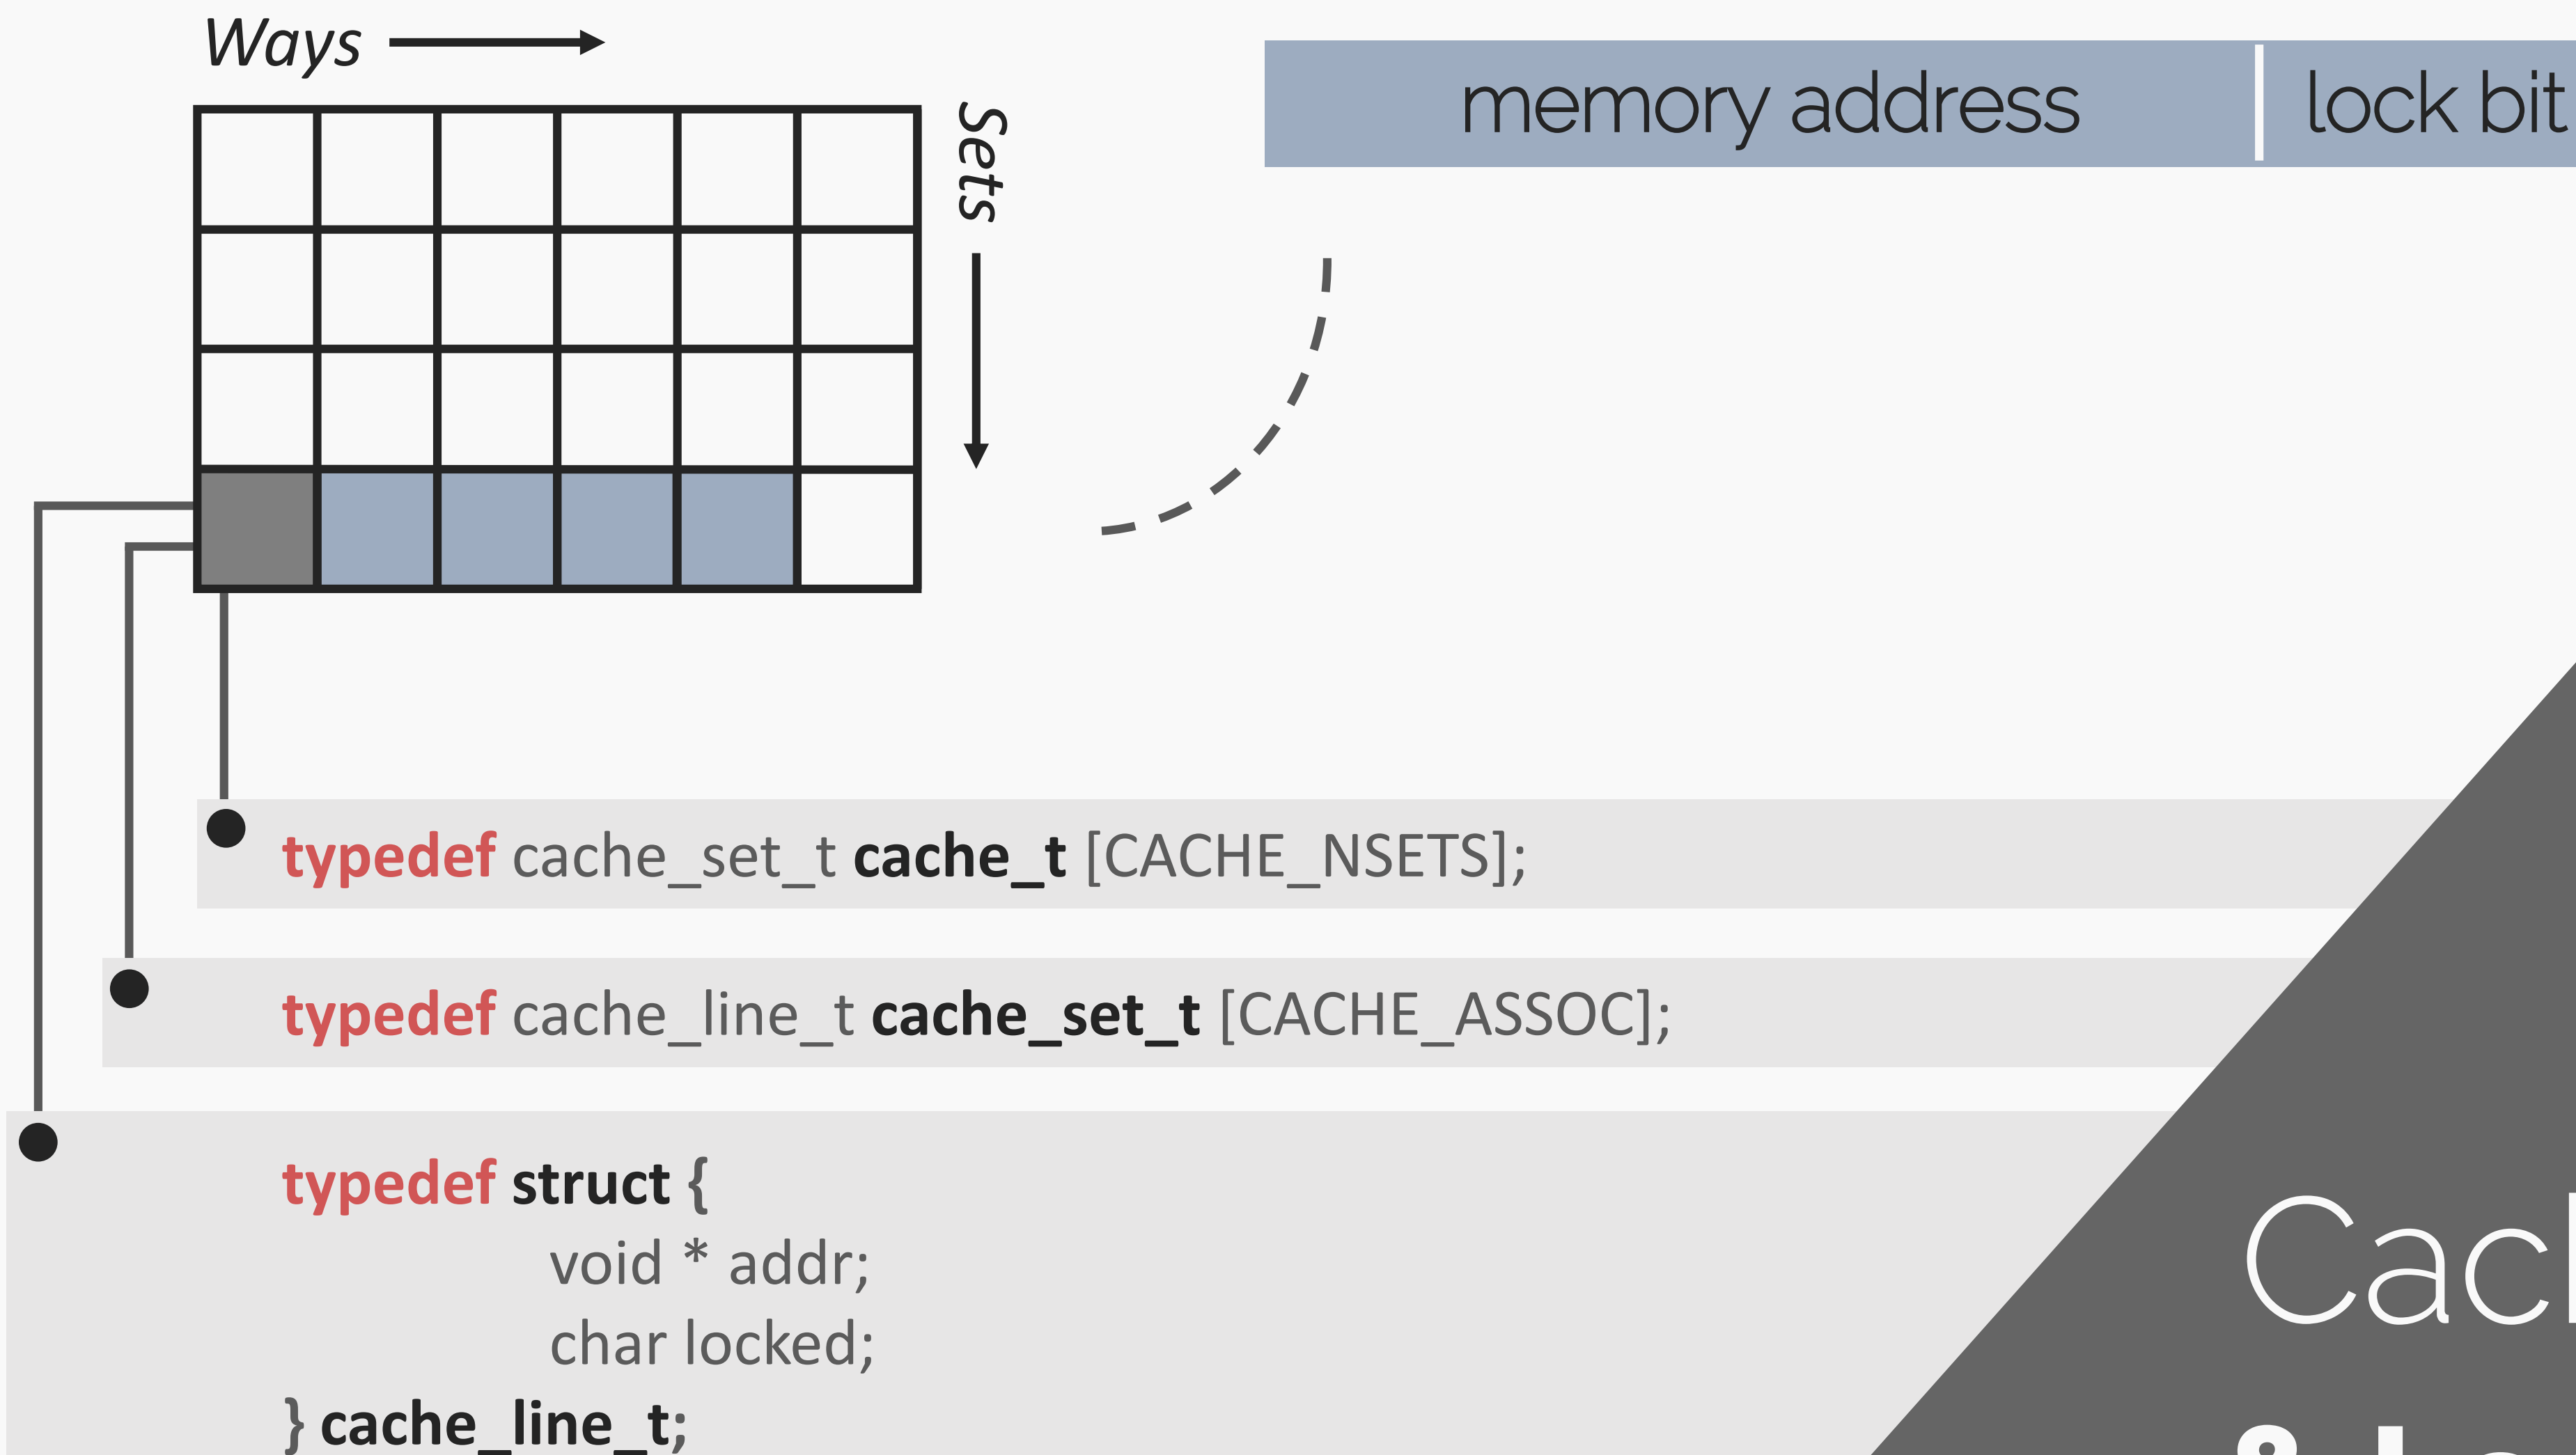 Ways
Sets
memory address
lock bit
typedef cache_set_t cache_t [CACHE_NSETS];
typedef cache_line_t cache_set_t [CACHE_ASSOC];
typedef struct {
void * addr;
char locked;
} cache_line_t;